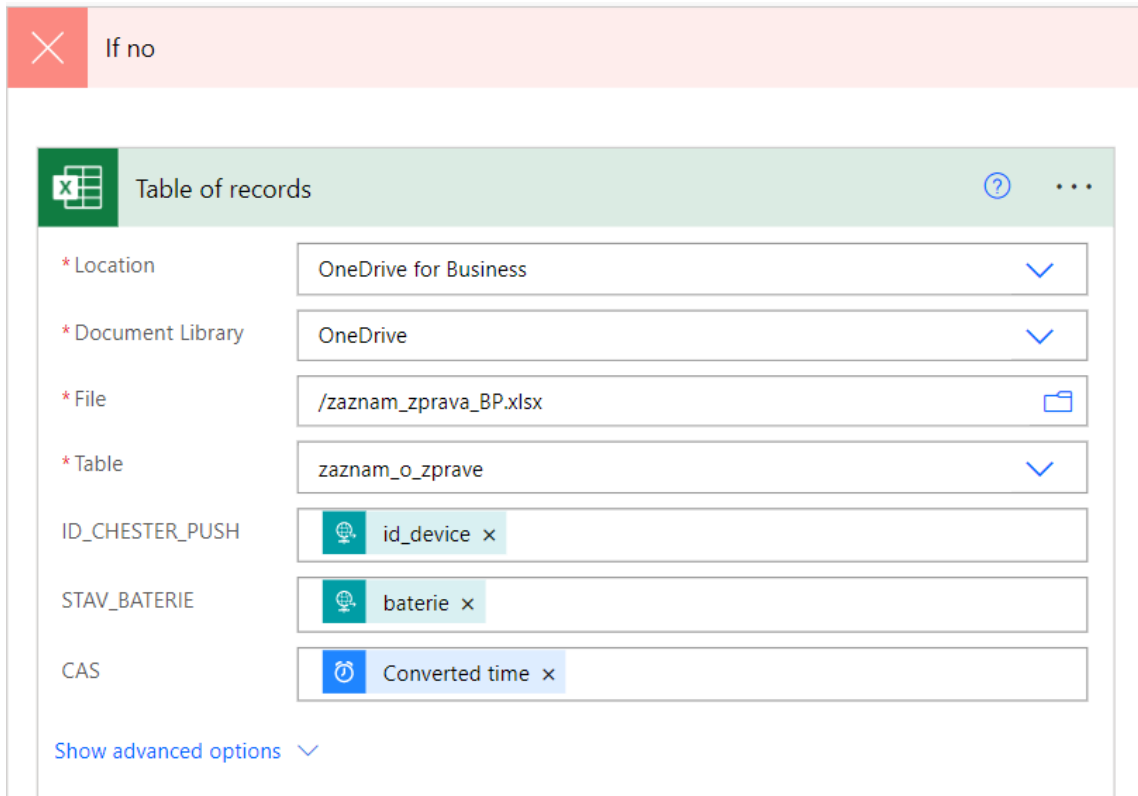 If no
Table of records
* Location OneDrive for Business
* Document Library OneDrive
* File /zaznam_zprava_BP.xlsx
* Table zaznam_o_zprave
ID_CHESTER_PUSH id_device ×
STAV_BATERIE baterie ×
CAS Converted time ×
Show advanced options